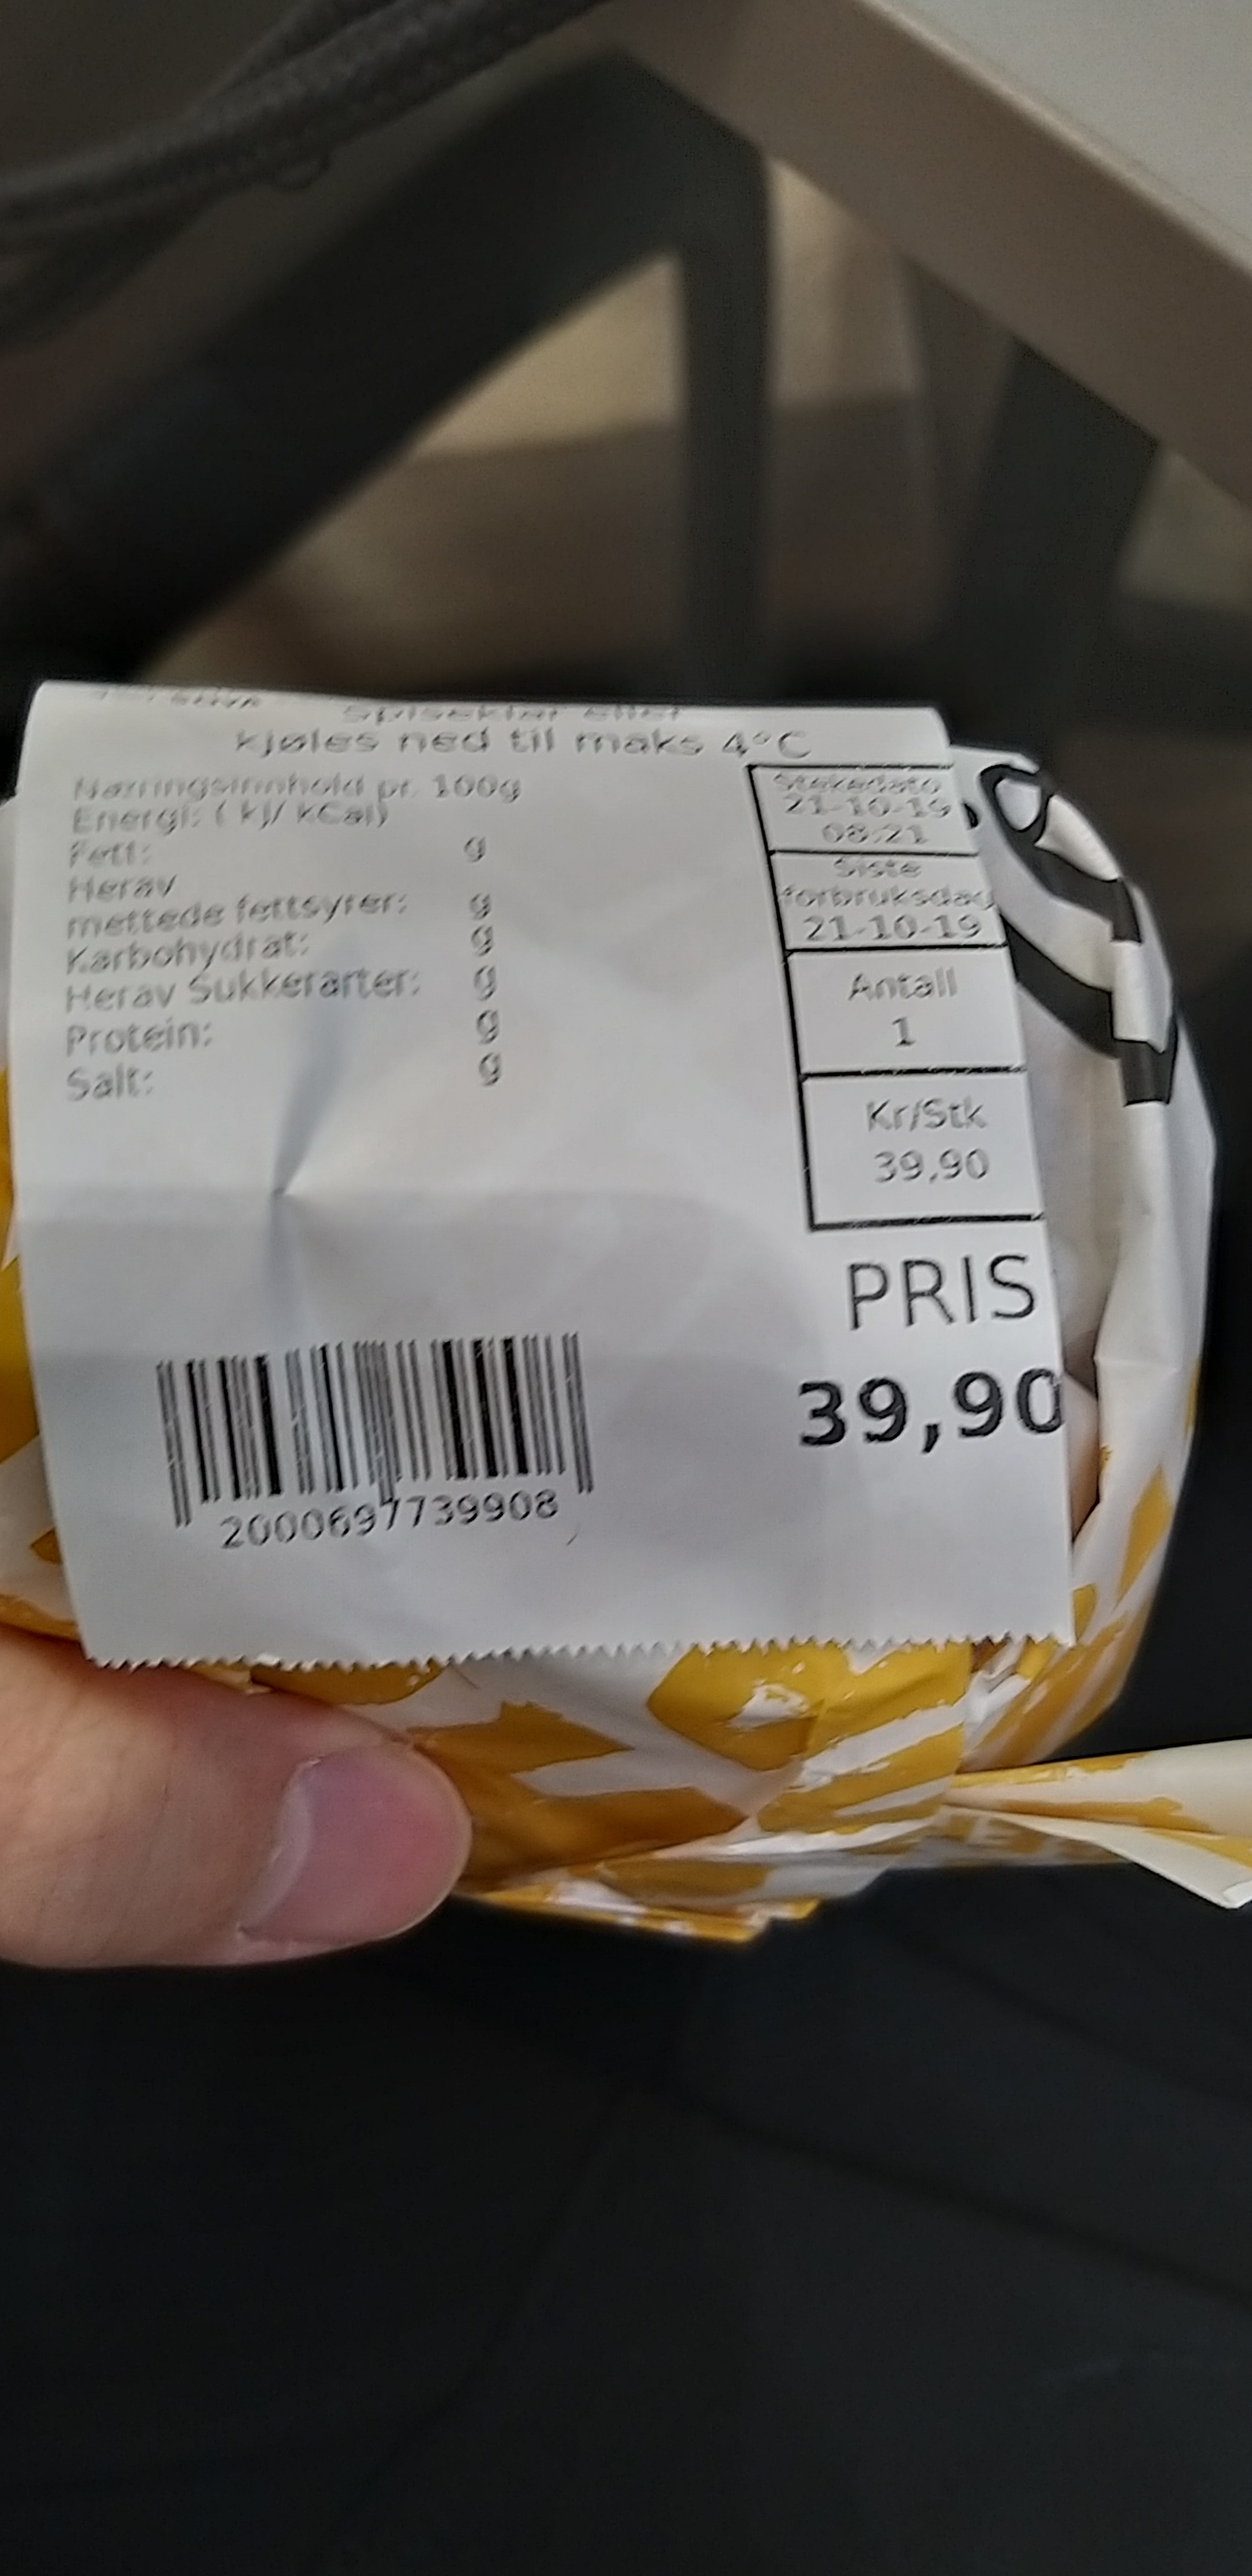 Spiseklar eller
kjøles ned til maks 4°C
Næringsinnhold pr. 100g
Energi: ( kj/ kCal)
Fett: g
Herav
mettede fettsyrer: g
Karbohydrat: g
Herav Sukkerarter: g
Protein: g
Salt: g
Stekedato
21-10-19
08:21
Siste
forbruksdag
21-10-19
Antall
1
Kr/Stk
39,90
PRIS
39,90
2000697739908